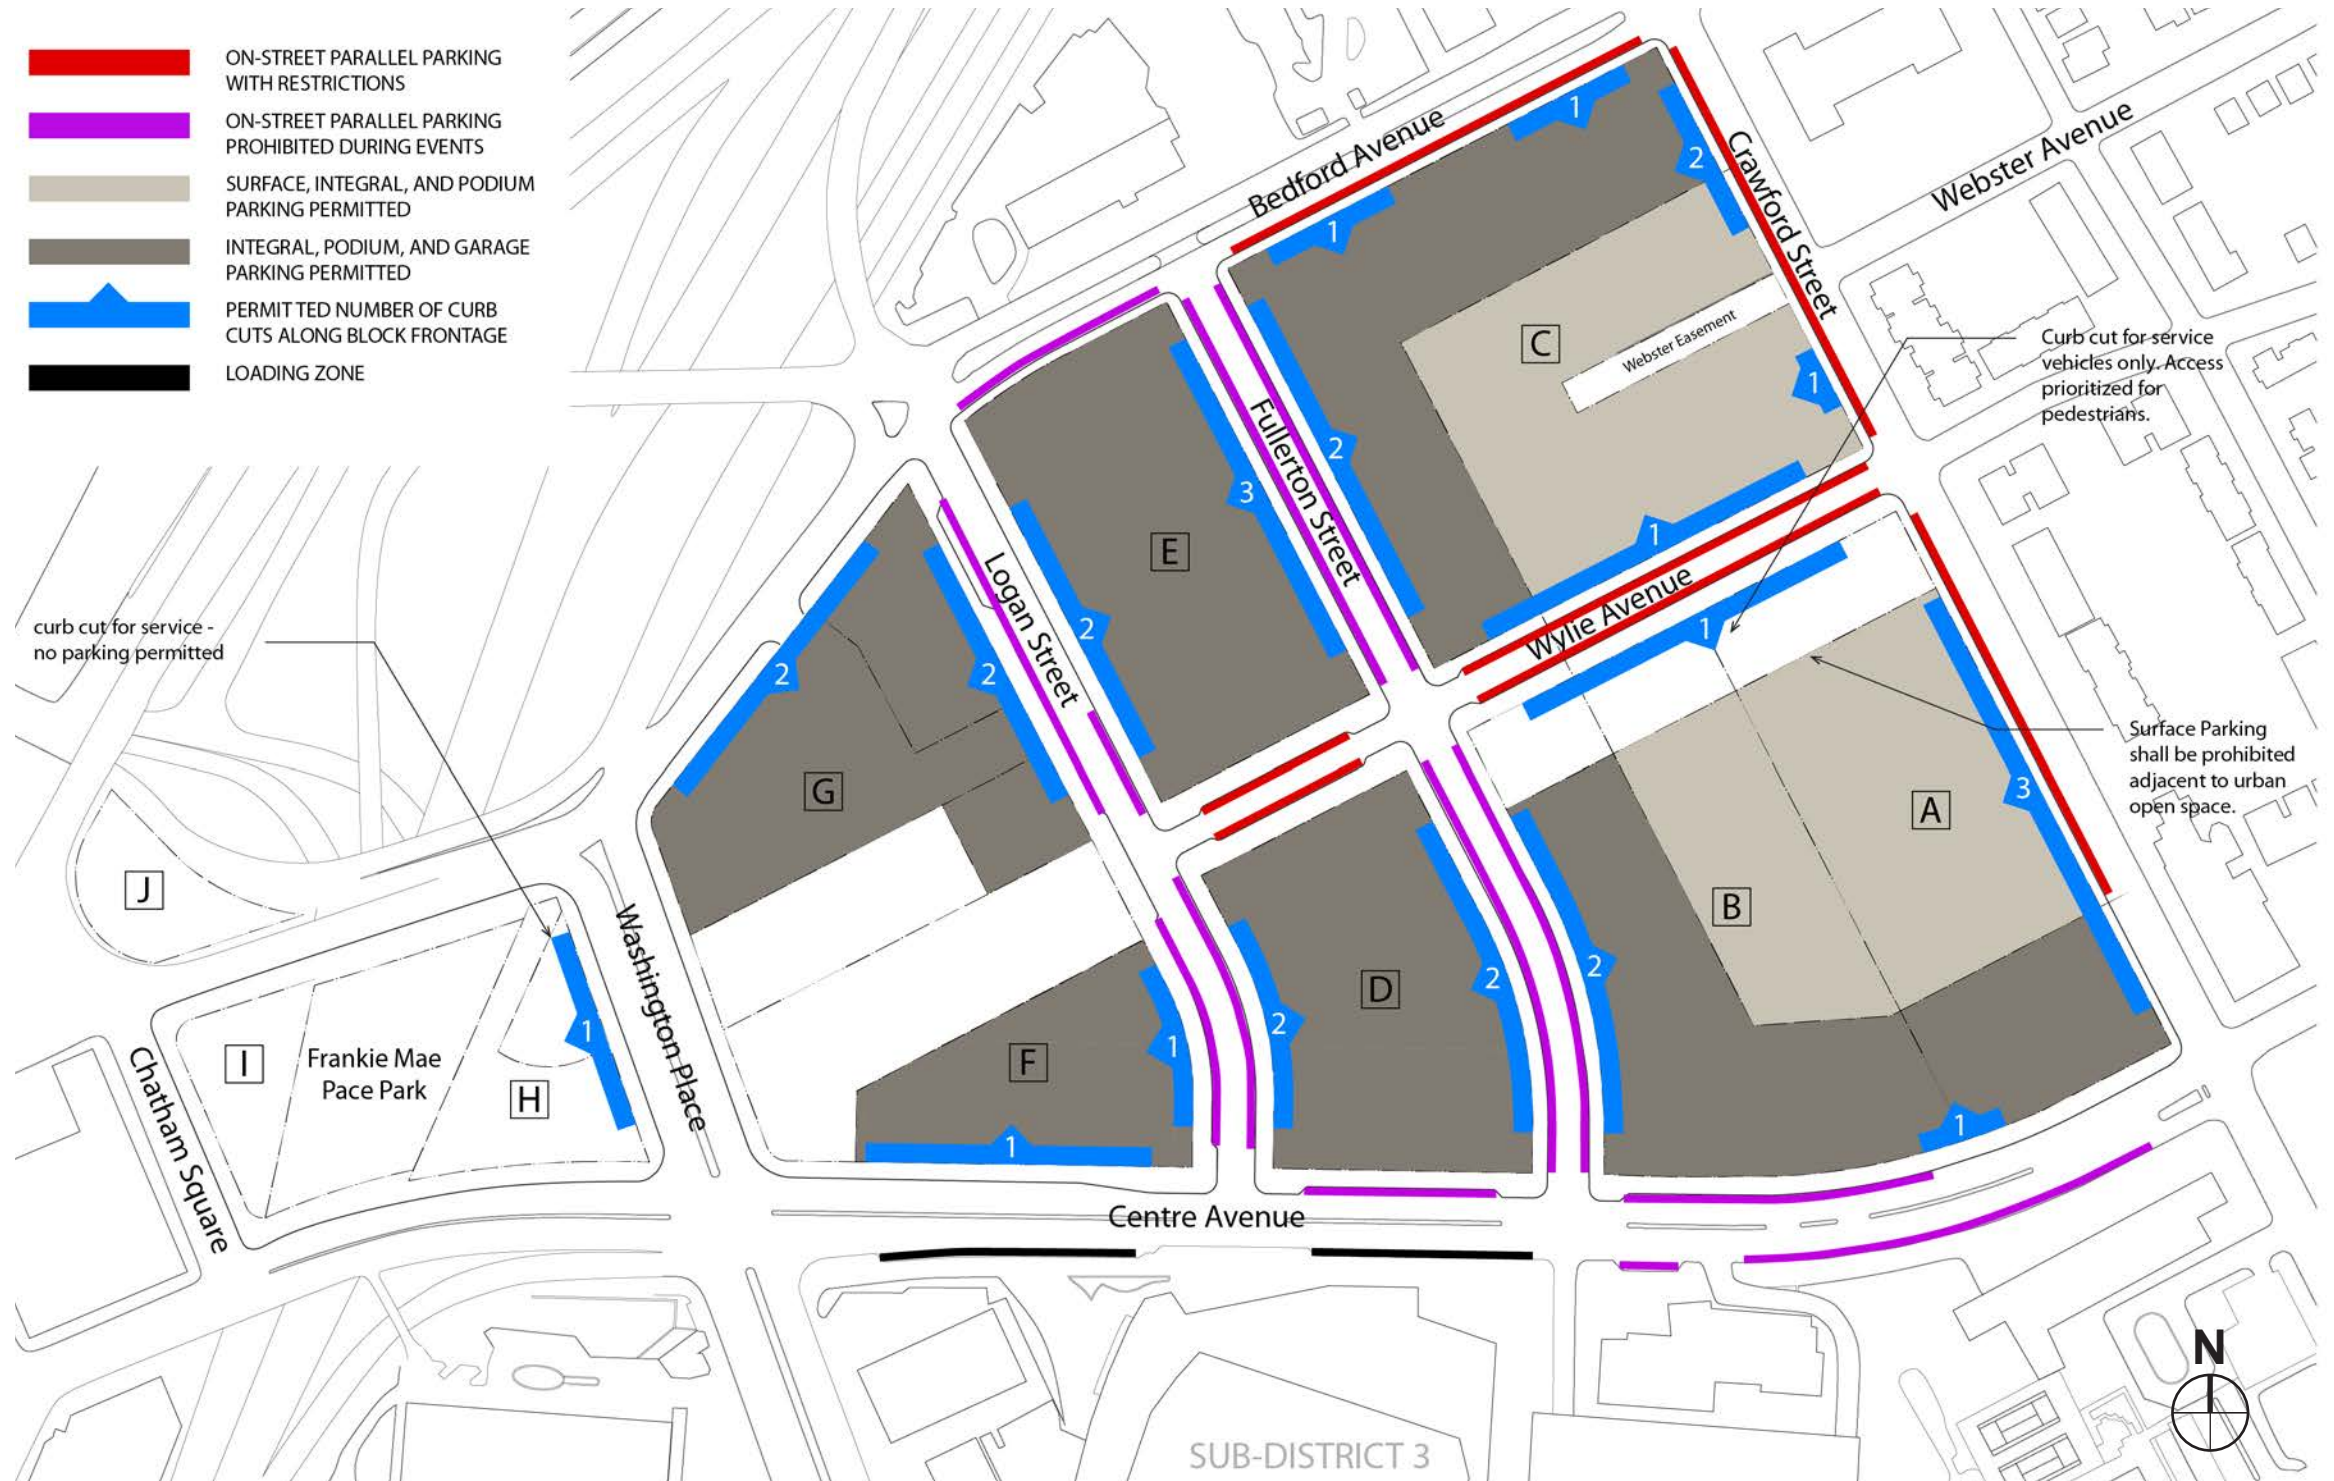 ON-STREET PARALLEL PARKING
WITH RESTRICTIONS
ON-STREET PARALLEL PARKING
PROHIBITED DURING EVENTS
SURFACE, INTEGRAL, AND PODIUM
PARKING PERMITTED
INTEGRAL, PODIUM, AND GARAGE
PARKING PERMITTED
PERMITTED NUMBER OF CURB
CUTS ALONG BLOCK FRONTAGE
LOADING ZONE
Bedford Avenue
1
1
2
Crawford Street
Webster Avenue
C
Webster Easement
1
Curb cut for service
vehicles only. Access
prioritized for
pedestrians.
Fullerton Street
2
3
E
2
1
Wylie Avenue
1
Logan Street
2
2
G
curb cut for service -
no parking permitted
Surface Parking
shall be prohibited
adjacent to urban
open space.
3
A
B
2
D
2
2
J
Washington Place
1
I
Frankie Mae
Pace Park
H
Chatham Square
F
1
1
1
Centre Avenue
SUB-DISTRICT 3
N